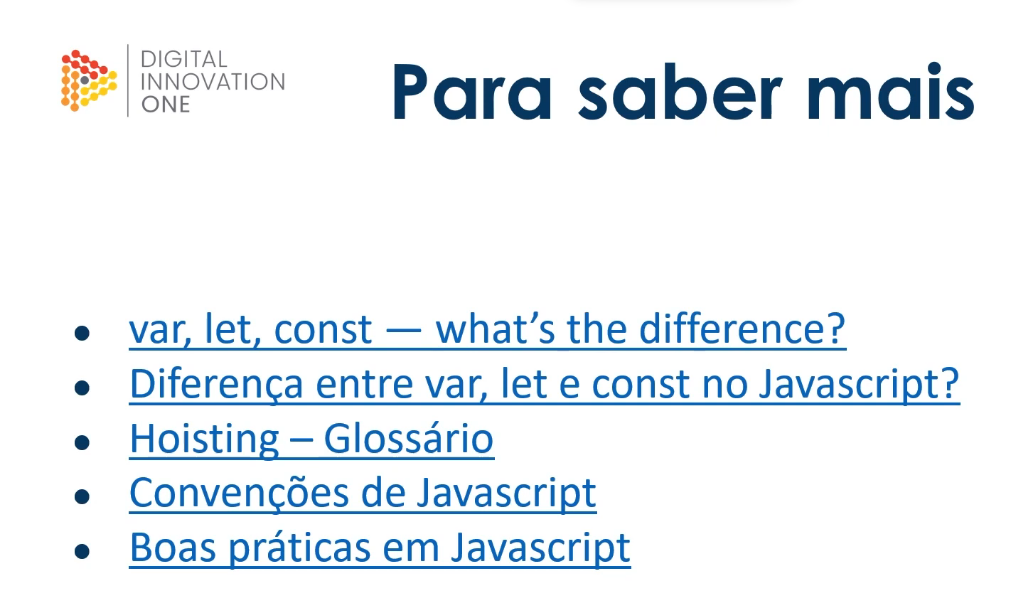 DIGITAL
INNOVATION
ONE
Para saber mais
var, let, const — what's the difference?
Diferença entre var, let e const no Javascript?
Hoisting – Glossário
Convenções de Javascript
Boas práticas em Javascript